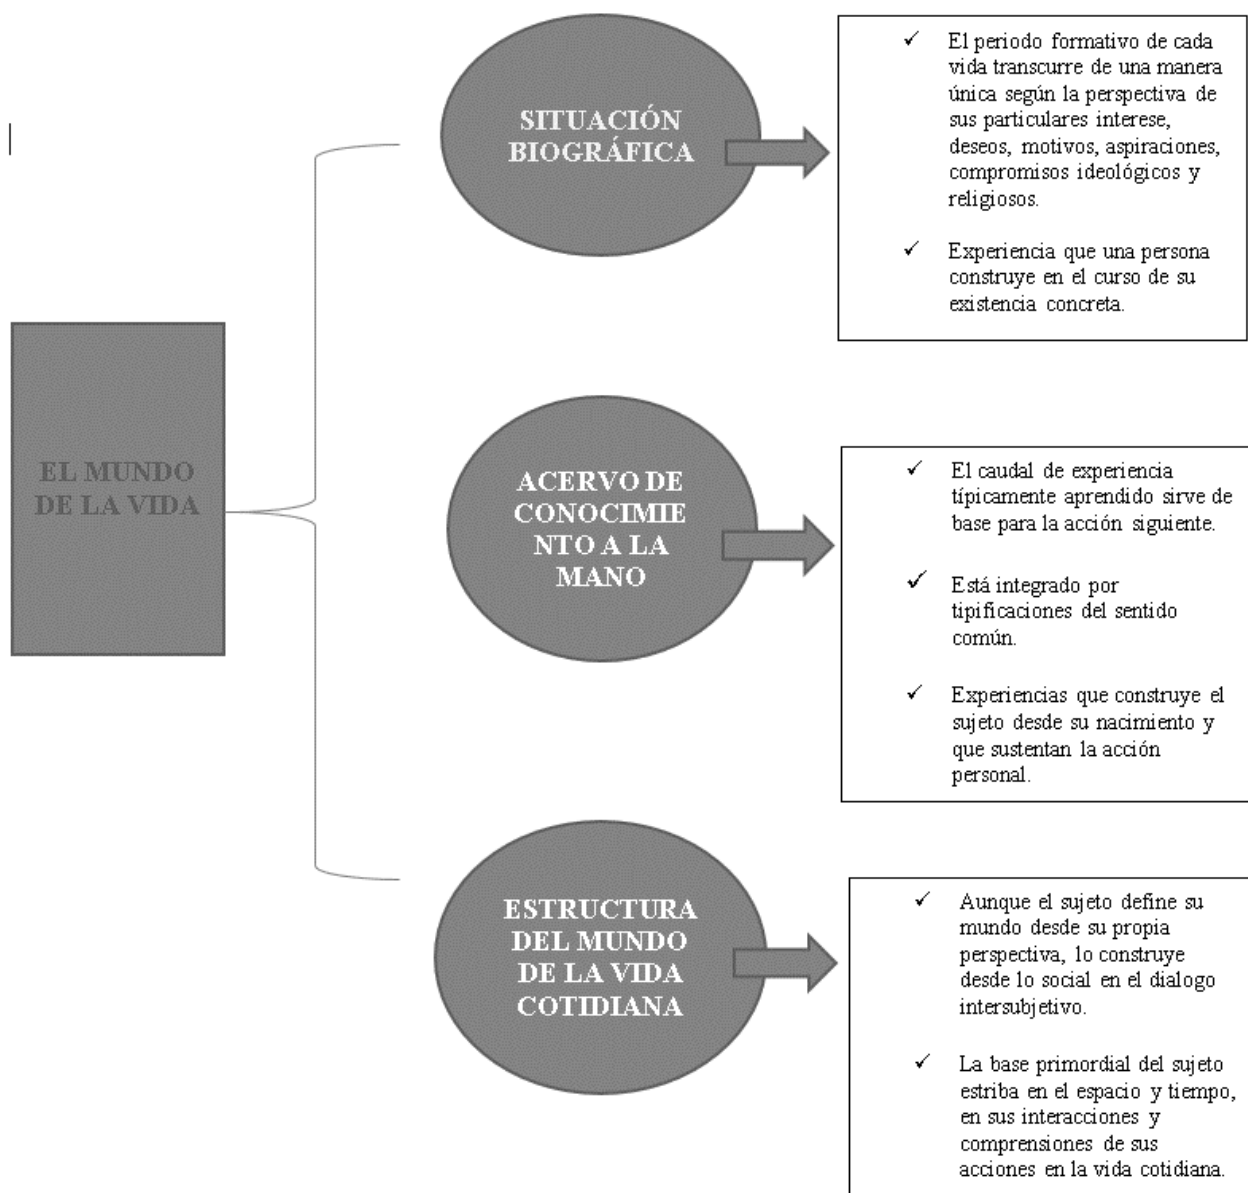 EL MUNDO
DE LA VIDA
SITUACIÓN
BIOGRÁFICA
✓ El periodo formativo de cada
vida transcurre de una manera
única según la perspectiva de
sus particulares interese,
deseos, motivos, aspiraciones,
compromisos ideológicos y
religiosos.
✓ Experiencia que una persona
construye en el curso de su
existencia concreta.
ACERVO DE
CONOCIMIE
NTO A LA
MANO
✓ El caudal de experiencia
típicamente aprendido sirve de
base para la acción siguiente.
✓ Está integrado por
tipificaciones del sentido
común.
✓ Experiencias que construye el
sujeto desde su nacimiento y
que sustentan la acción
personal.
ESTRUCTURA
DEL MUNDO
DE LA VIDA
COTIDIANA
✓ Aunque el sujeto define su
mundo desde su propia
perspectiva, lo construye
desde lo social en el dialogo
intersubjetivo.
✓ La base primordial del sujeto
estriba en el espacio y tiempo,
en sus interacciones y
comprensiones de sus
acciones en la vida cotidiana.